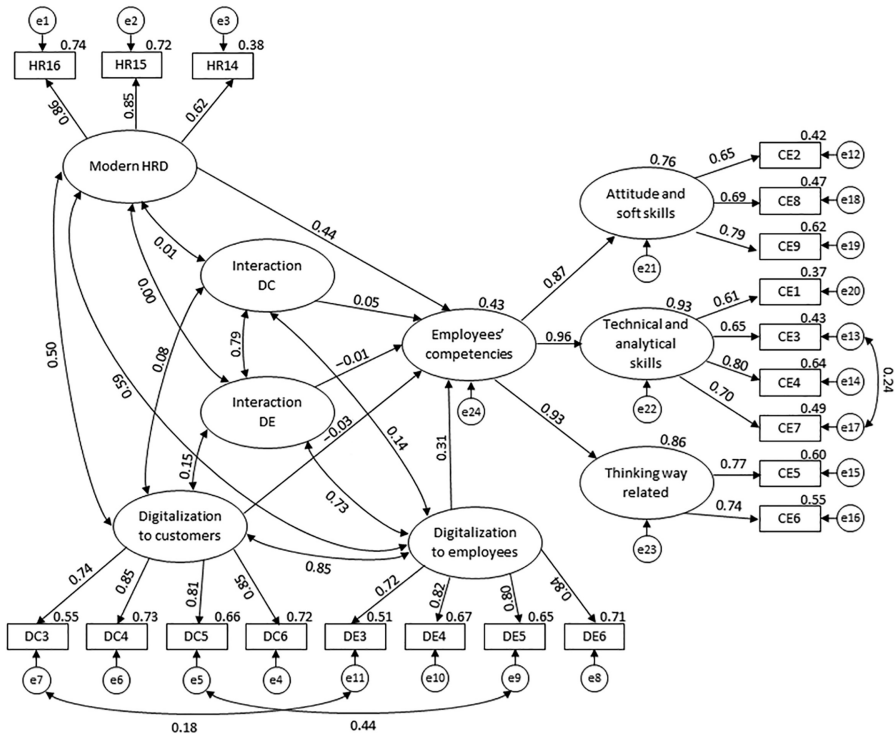 e1 e2 e3
0.74 0.72 0.38
HR16 HR15 HR14
0.86 0.85 0.62
Modern HRD
0.44
0.01
0.00
0.50
0.59
Interaction
DC
0.05
0.08
0.79
Interaction
DE
−0.01
−0.03
0.15
0.14
0.73
0.31
0.43
Employees’
competencies
e24
0.87
0.96
0.93
0.76
Attitude and
soft skills
e21
0.65 0.42
CE2 e12
0.69 0.47
CE8 e18
0.79 0.62
CE9 e19
0.93
Technical and
analytical
skills
e22
0.61 0.37
CE1 e20
0.65 0.43
CE3 e13
0.80 0.64
CE4 e14
0.70 0.49
CE7 e17
0.24
0.86
Thinking way
related
e23
0.77 0.60
CE5 e15
0.74 0.55
CE6 e16
Digitalization
to customers
0.85
Digitalization
to employees
0.74 0.85 0.81 0.85 0.72 0.82 0.80 0.84
0.55 0.73 0.66 0.72 0.51 0.67 0.65 0.71
DC3 DC4 DC5 DC6 DE3 DE4 DE5 DE6
e7 e6 e5 e4 e11 e10 e9 e8
0.18 0.44